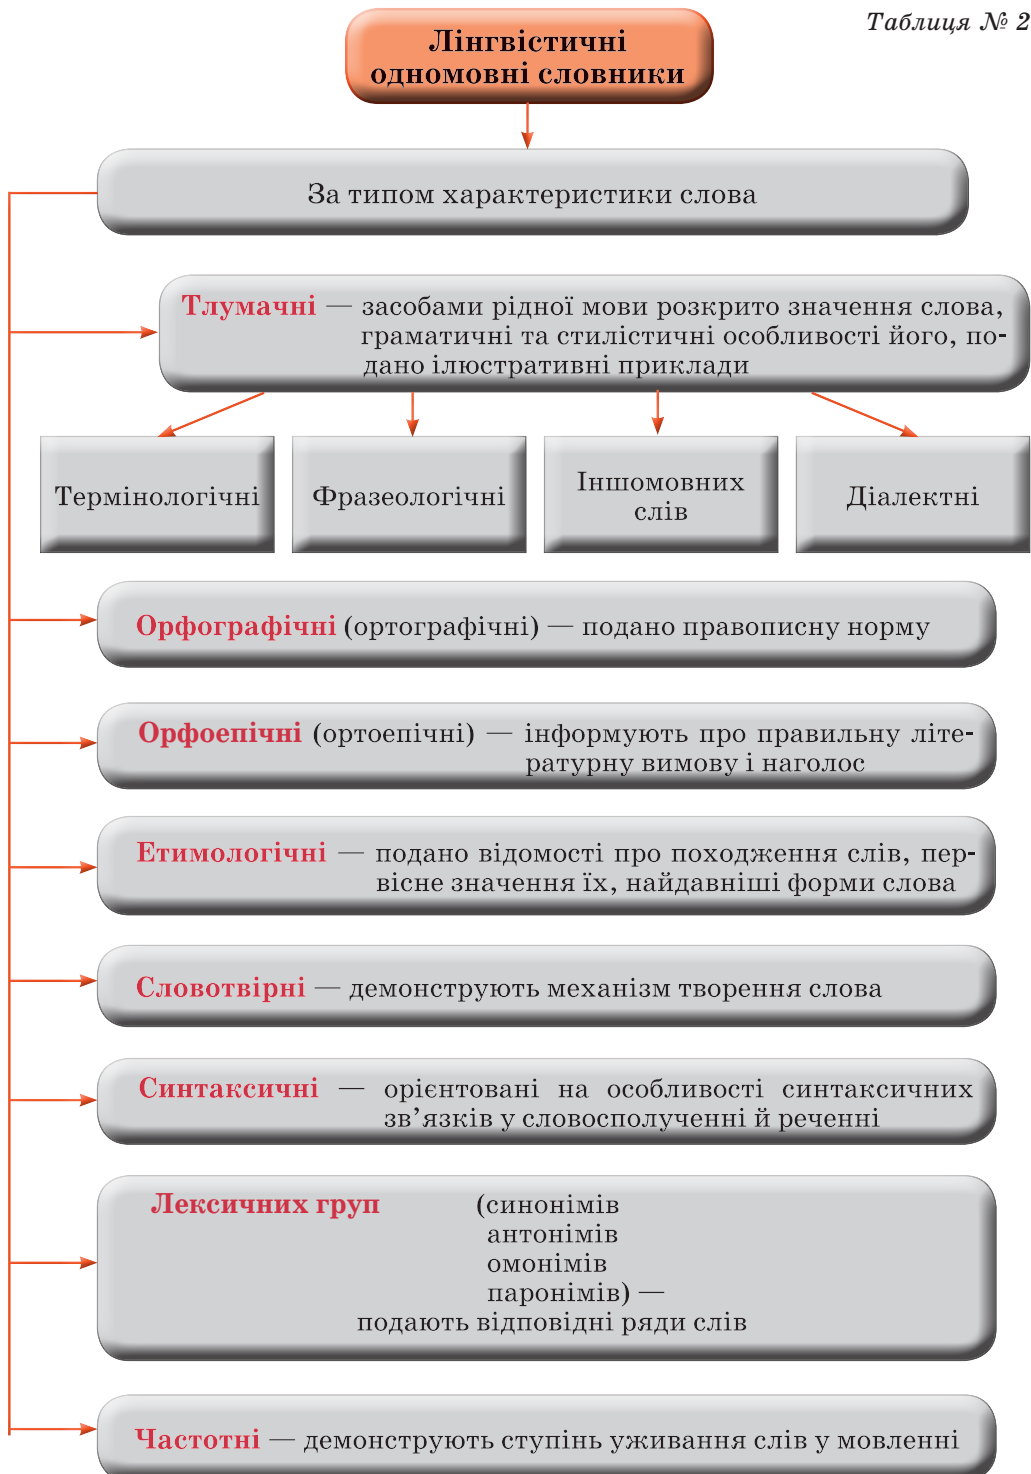 Таблиця № 2
Лінгвістичні
одномовні словники
За типом характеристики слова
Тлумачні — засобами рідної мови розкрито значення слова,
граматичні та стилістичні особливості його, по-
дано ілюстративні приклади
Термінологічні
Фразеологічні
Іншомовних
слів
Діалектні
Орфографічні (ортографічні) — подано правописну норму
Орфоепічні (ортоепічні) — інформують про правильну літе-
ратурну вимову і наголос
Етимологічні — подано відомості про походження слів, пер-
вісне значення їх, найдавніші форми слова
Словотвірні — демонструють механізм творення слова
Синтаксичні — орієнтовані на особливості синтаксичних
зв’язків у словосполученні й реченні
Лексичних груп (синонімів
антонімів
омонімів
паронімів) —
подають відповідні ряди слів
Частотні — демонструють ступінь уживання слів у мовленні